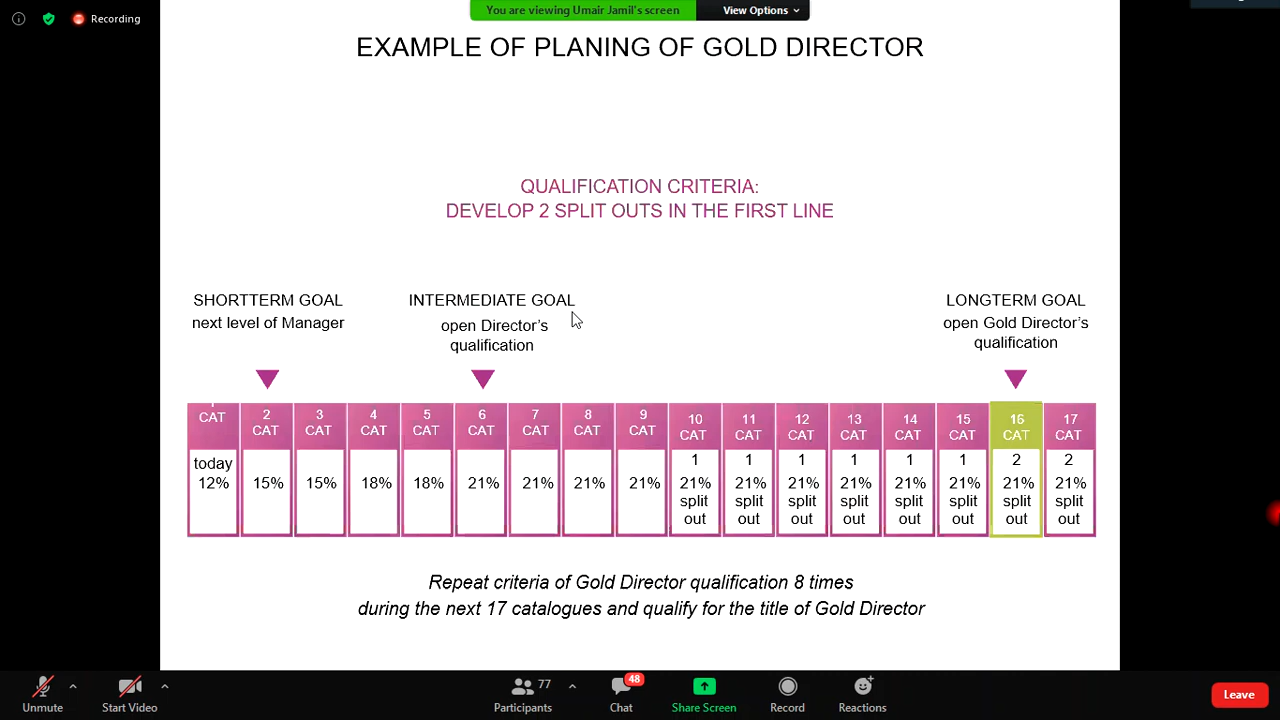 Recording
You are viewing Umair Jamil's screen
View Options
EXAMPLE OF PLANING OF GOLD DIRECTOR
QUALIFICATION CRITERIA:
DEVELOP 2 SPLIT OUTS IN THE FIRST LINE
SHORTTERM GOAL
next level of Manager
INTERMEDIATE GOAL
open Director's
qualification
LONGTERM GOAL
open Gold Director's
qualification
CAT
today
12%
2
CAT
15%
3
CAT
15%
4
CAT
18%
5
CAT
18%
6
CAT
21%
7
CAT
21%
8
CAT
21%
9
CAT
21%
10
CAT
1
21%
split
out
11
CAT
1
21%
split
out
12
CAT
1
21%
split
out
13
CAT
1
21%
split
out
14
CAT
1
21%
split
out
15
CAT
1
21%
split
out
16
CAT
2
21%
split
out
17
CAT
2
21%
split
out
Repeat criteria of Gold Director qualification 8 times
during the next 17 catalogues and qualify for the title of Gold Director
Unmute
Start Video
77
Participants
48
Chat
Share Screen
Record
Reactions
Leave